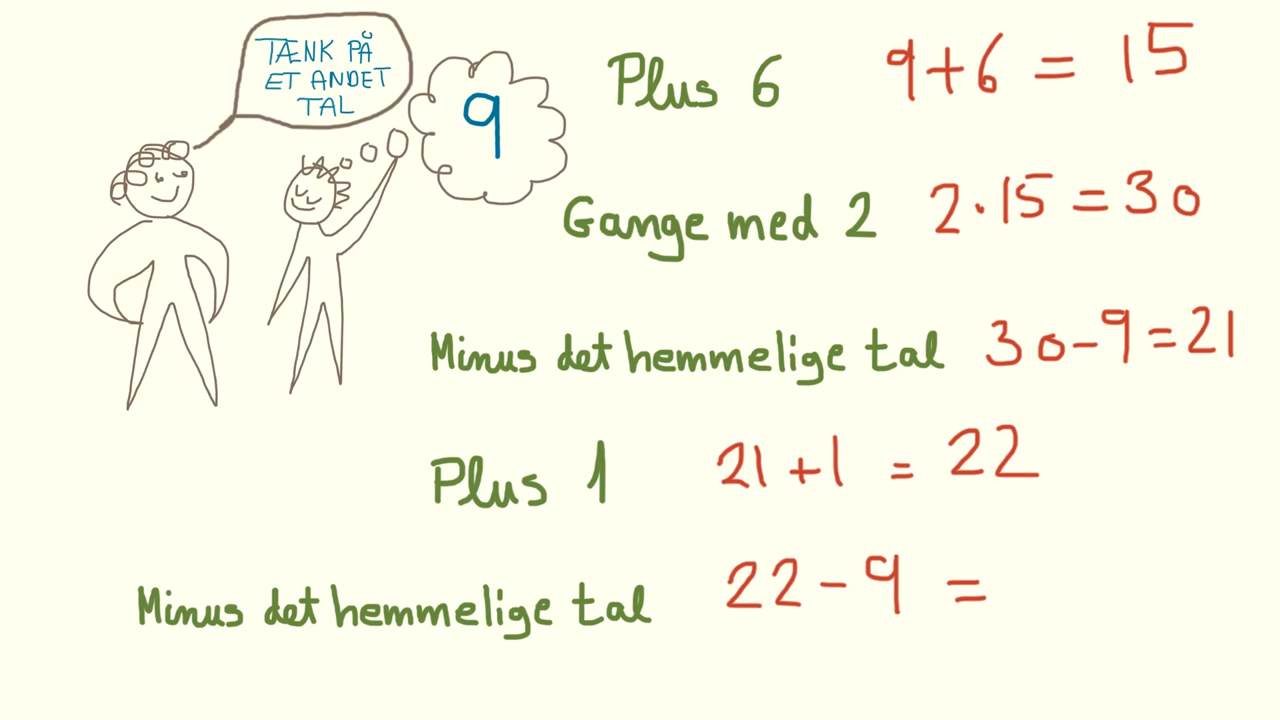 TÆNK PÅ
ET ANDET
TAL
9
Plus 6 9+6 = 15
Gange med 2 2·15 = 30
Minus det hemmelige tal 30-9=21
Plus 1 21+1 = 22
Minus det hemmelige tal 22-9 =